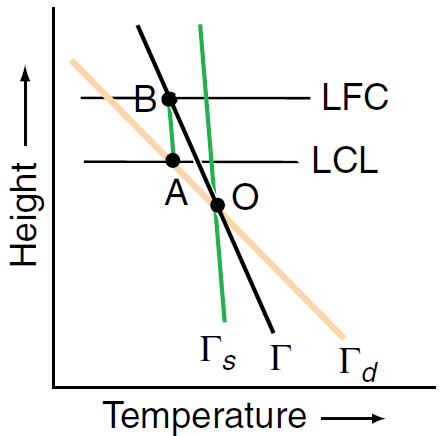 B
LFC
LCL
A
O
Γs
Γ
Γd
Height
Temperature